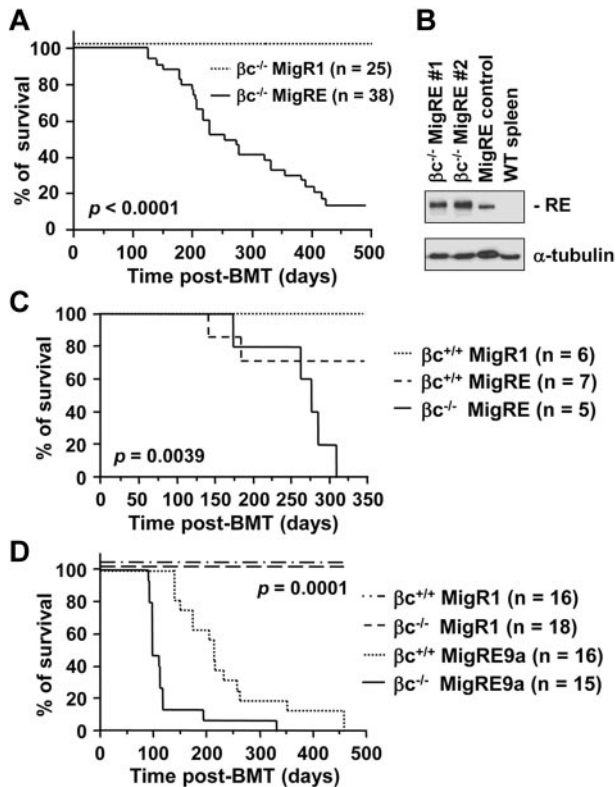 A
% of survival
100
80
60
40
20
0
βc-/- MigR1 (n = 25)
βc-/- MigRE (n = 38)
p < 0.0001
0 100 200 300 400 500
Time post-BMT (days)
B
βc-/- MigRE #1
βc-/- MigRE #2
MigRE control
WT spleen
- RE
α-tubulin
C
% of survival
100
80
60
40
20
0
p = 0.0039
0 50 100 150 200 250 300 350
Time post-BMT (days)
βc+/+ MigR1 (n = 6)
βc+/+ MigRE (n = 7)
βc-/- MigRE (n = 5)
D
% of survival
100
80
60
40
20
0
p = 0.0001
0 100 200 300 400 500
Time post-BMT (days)
βc+/+ MigR1 (n = 16)
βc-/- MigR1 (n = 18)
βc+/+ MigRE9a (n = 16)
βc-/- MigRE9a (n = 15)